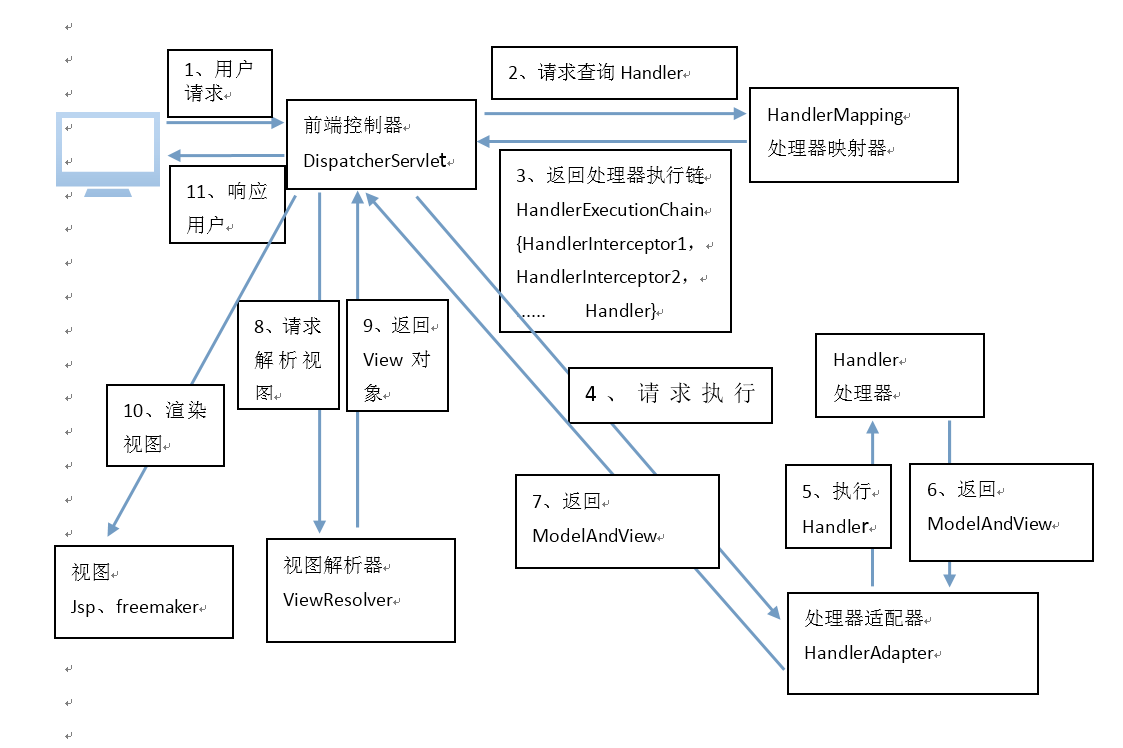 1、用户
请求
2、请求查询 Handler
前端控制器
DispatcherServlet
HandlerMapping
处理器映射器
11、响应
用户
3、返回处理器执行链
HandlerExecutionChain
{HandlerInterceptor1，
HandlerInterceptor2，
..... Handler}
8、请求
解析视
图
9、返回
View 对
象
4、请求执行
Handler
处理器
10、渲染
视图
7、返回
ModelAndView
5、执行
Handler
6、返回
ModelAndView
视图
Jsp、freemaker
视图解析器
ViewResolver
处理器适配器
HandlerAdapter